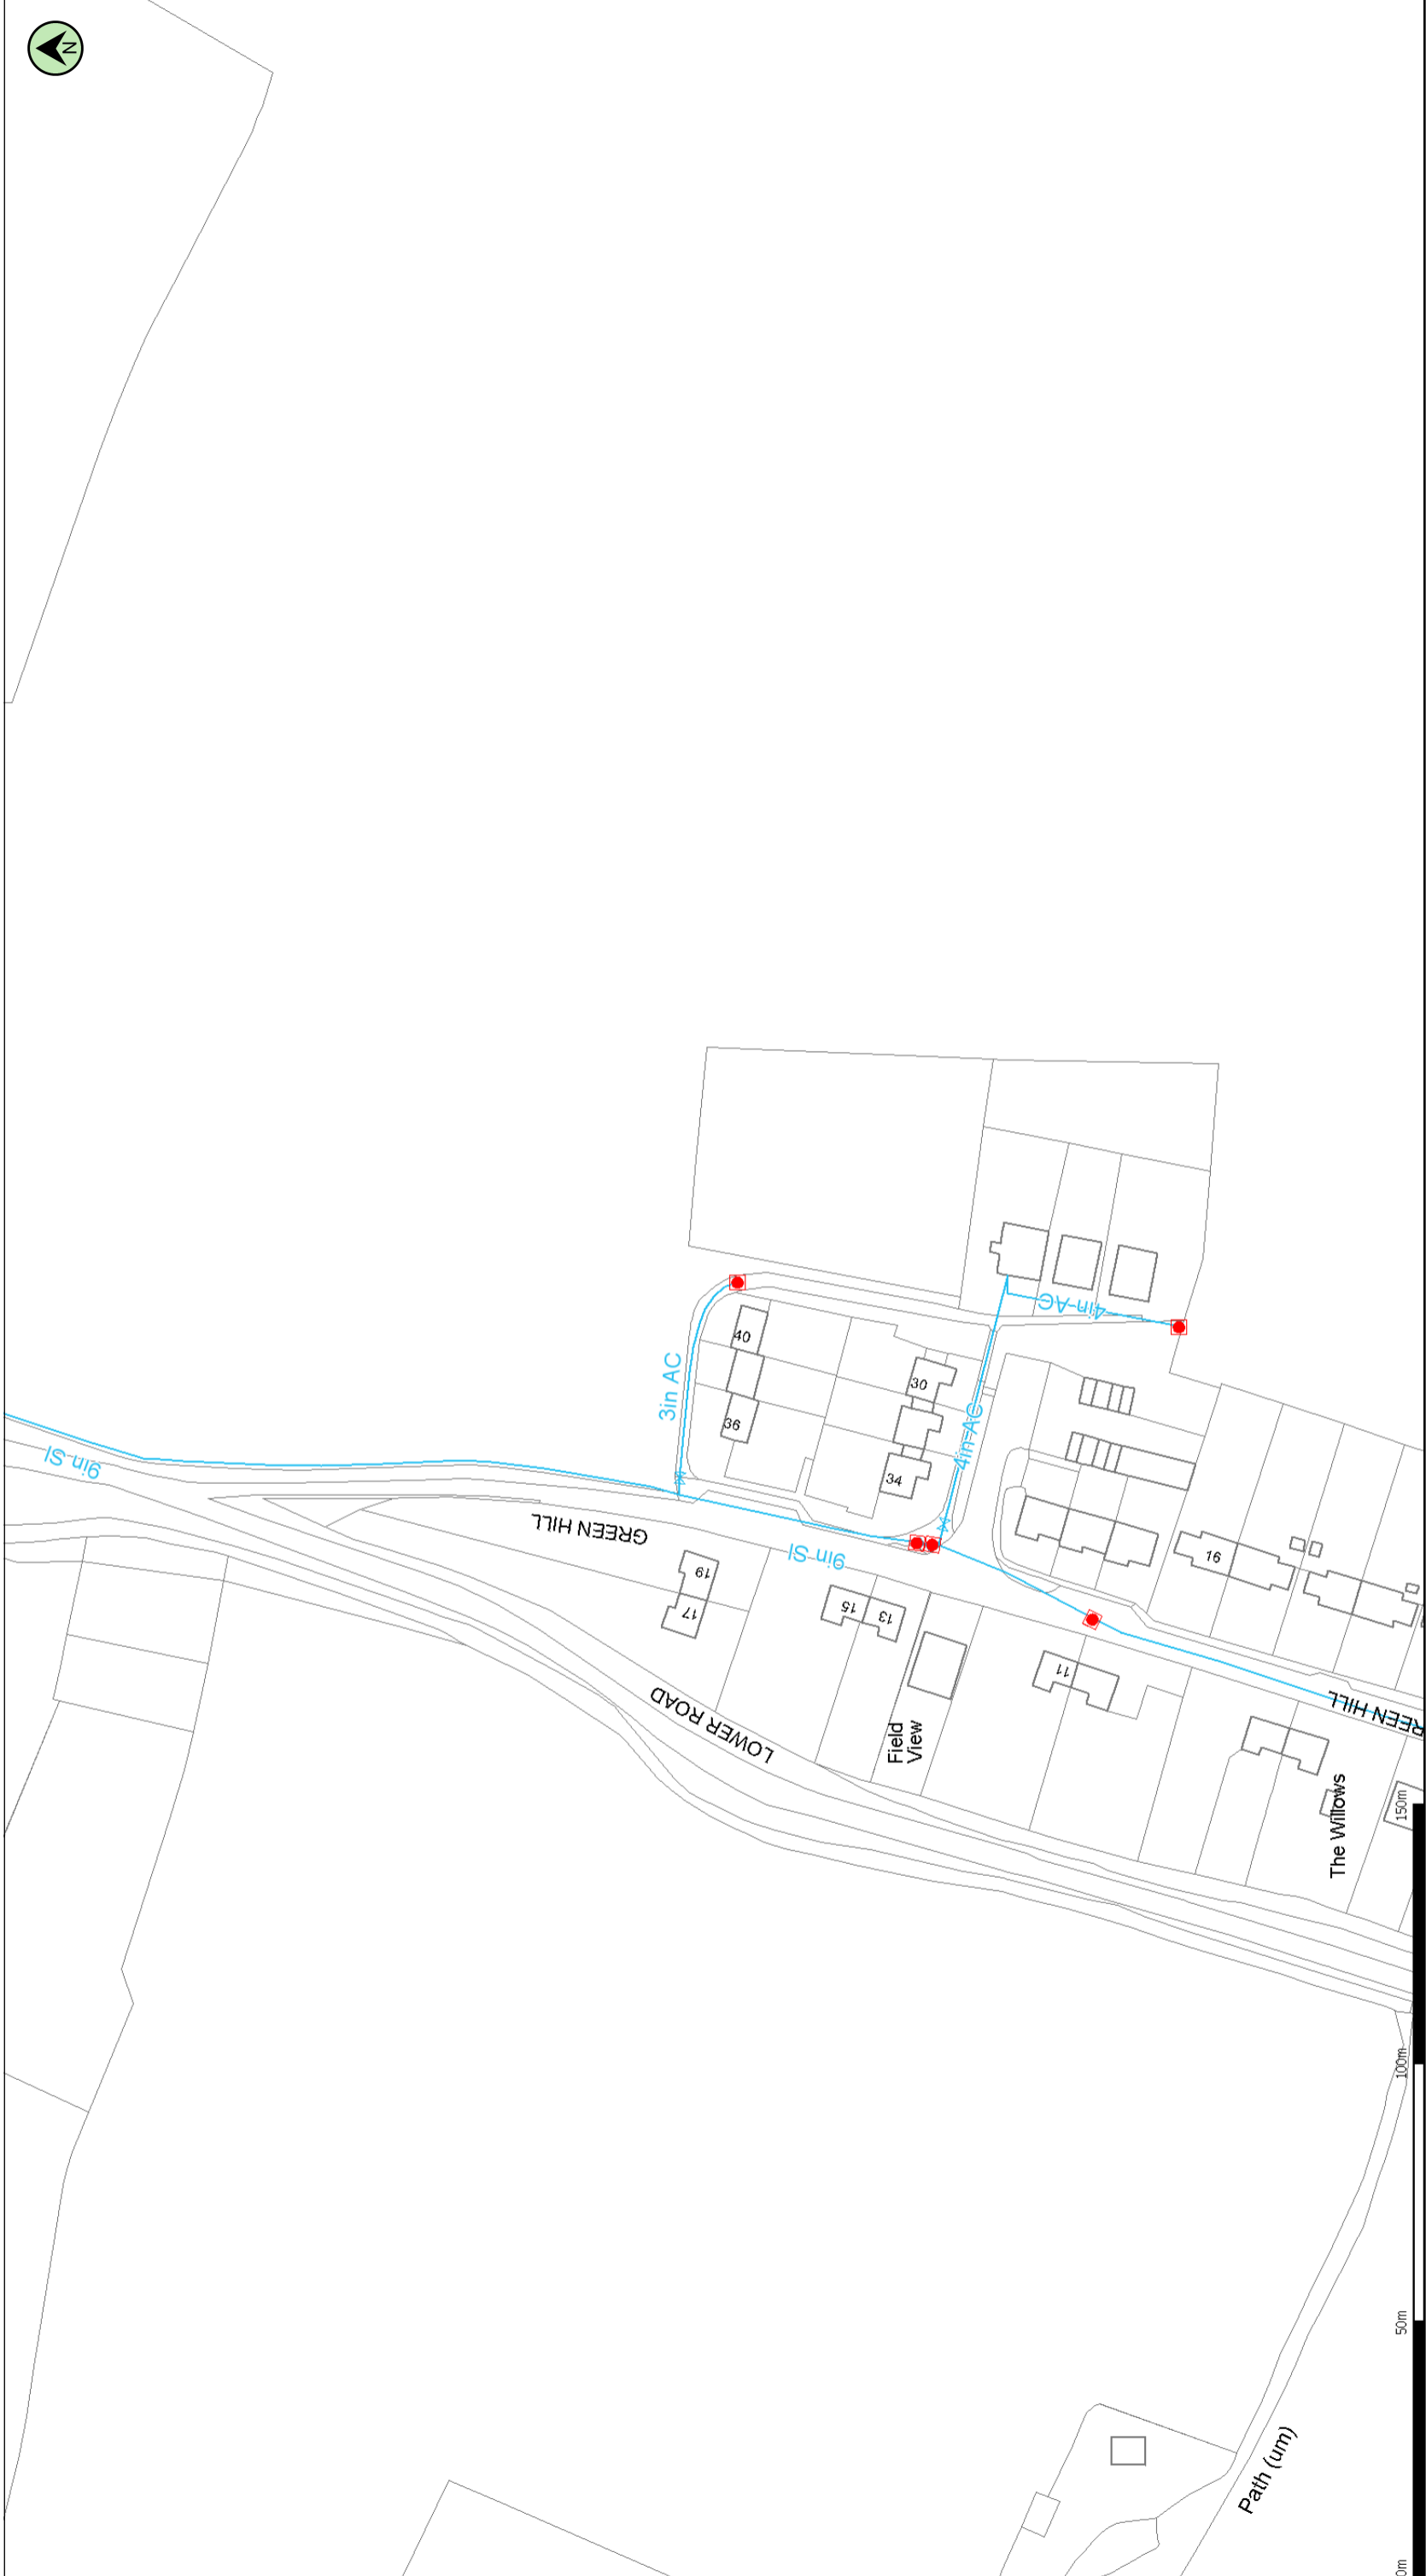 N
9in SI
3in AC
40
36
30
34
4in AC
4in AC
GREEN HILL
9in SI
19
17
15
13
11
16
LOWER ROAD
Field
View
REEN HILL
The Willows
150m
100m
50m
0m
Path (um)